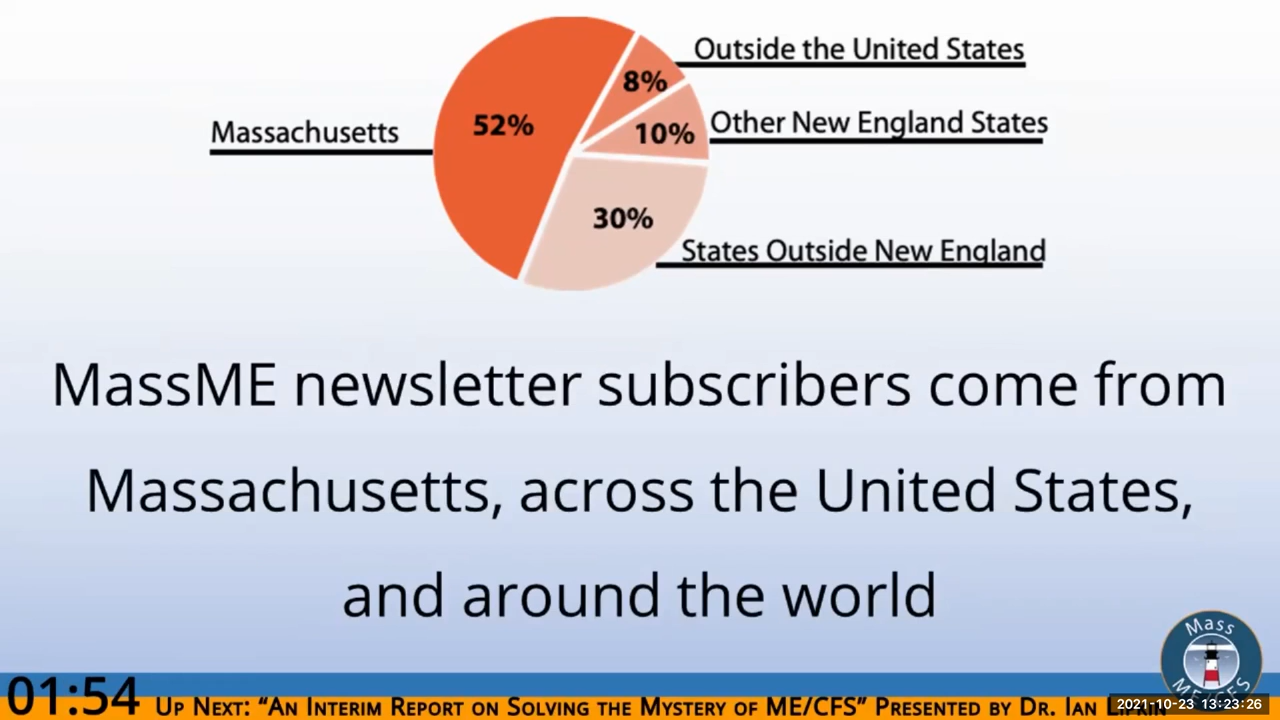 Outside the United States
8%
Massachusetts
52%
10%
Other New England States
30%
States Outside New England
MassME newsletter subscribers come from
Massachusetts, across the United States,
and around the world
Mass
ME/CFS
01:54
Up Next: “An Interim Report on Solving the Mystery of ME/CFS” Presented by Dr. Ian
2021-10-23 13:23:26